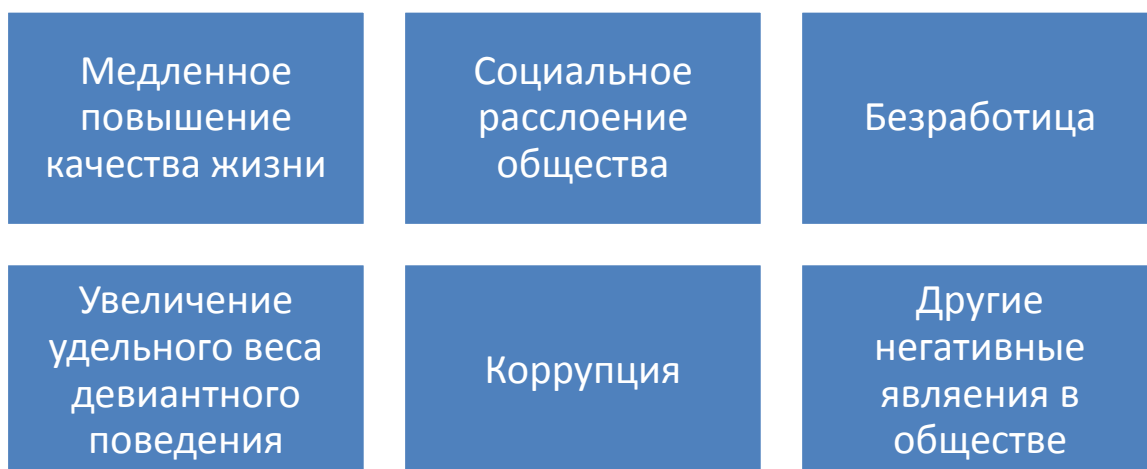 Медленное
повышение
качества жизни
Социальное
расслоение
общества
Безработица
Увеличение
удельного веса
девиантного
поведения
Коррупция
Другие
негативные
являения в
обществе